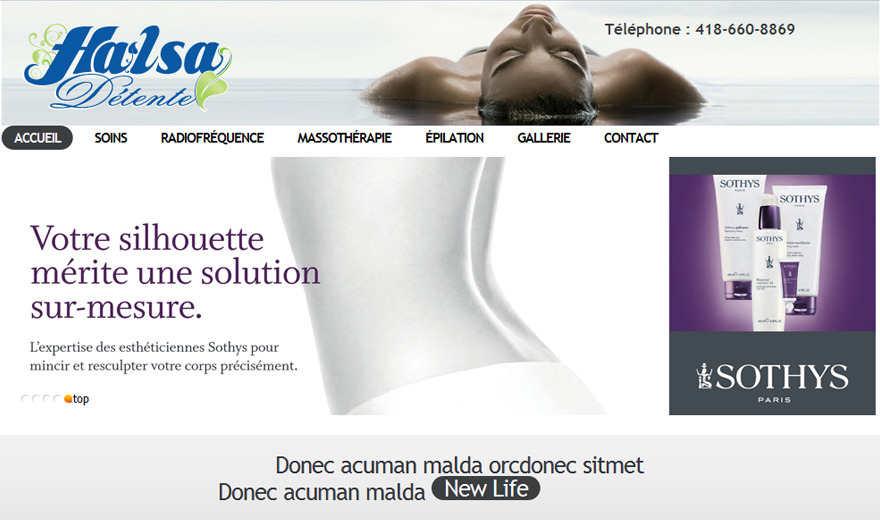 Halsa
Détente
Téléphone : 418-660-8869
ACCUEIL SOINS RADIOFRÉQUENCE MASSOTHÉRAPIE ÉPILATION GALLERIE CONTACT
Votre silhouette
mérite une solution
sur-mesure.
L'expertise des esthéticiennes Sothys pour
mincir et resculpter votre corps précisément.
top
SOTHYS
PARIS
SOTHYS
PARIS
SOTHYS
SOTHYS
PARIS
Donec acuman malda orcdonec sitmet
Donec acuman malda New Life